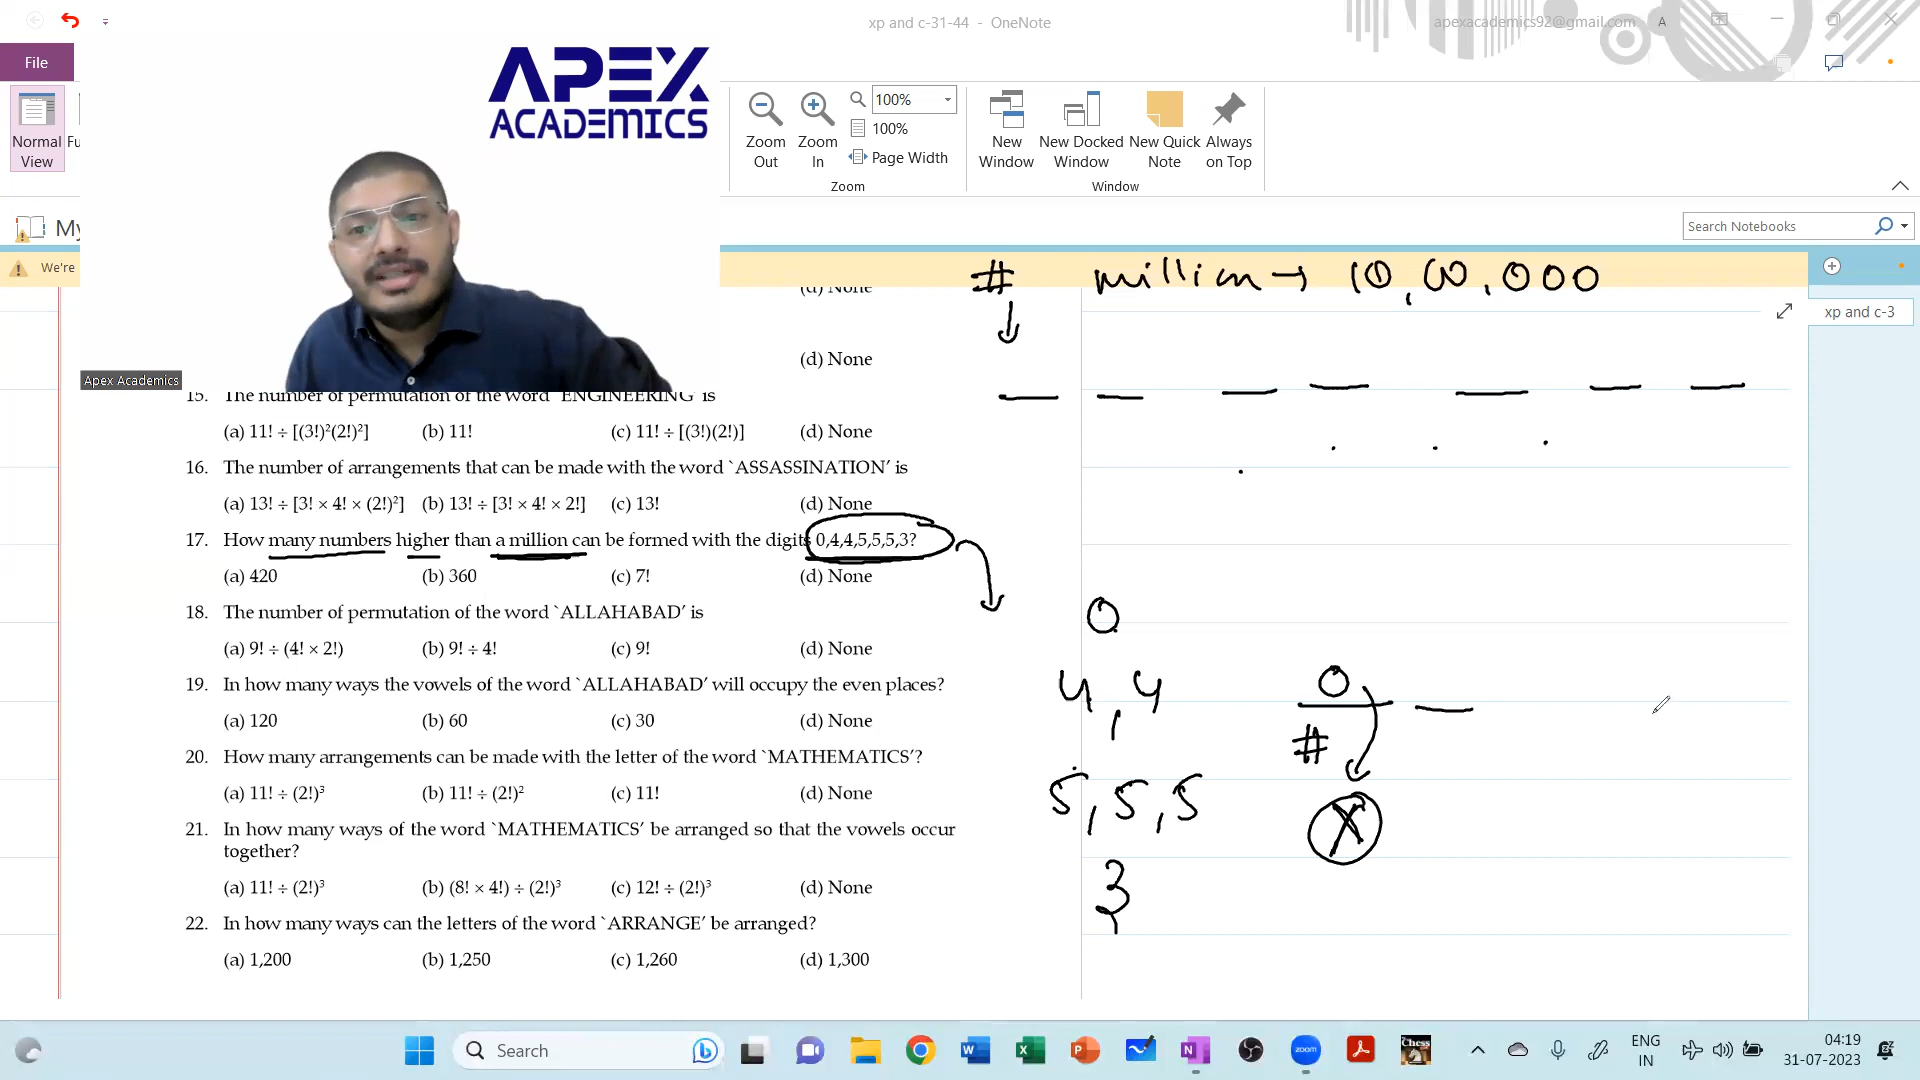 xp and c-31-44 - OneNote
apexacademics92@gmail.com A
File
APEX
ACADEMICS
100%
100%
Page Width
Zoom Out
Zoom In
Zoom
New Window
New Docked Window
New Quick Note
Always on Top
Window
Normal View
Fu
My
Search Notebooks
We're
(d) None
# million → 10,00,000
xp and c-3
(d) None
Apex Academics
15. The number of permutation of the word `ENGINEERING' is
(a) 11! ÷ [(3!)²(2!)²] (b) 11! (c) 11! ÷ [(3!)(2!)] (d) None
16. The number of arrangements that can be made with the word `ASSASSINATION' is
(a) 13! ÷ [3! × 4! × (2!)²] (b) 13! ÷ [3! × 4! × 2!] (c) 13! (d) None
17. How many numbers higher than a million can be formed with the digits 0,4,4,5,5,5,3?
(a) 420 (b) 360 (c) 7! (d) None
18. The number of permutation of the word `ALLAHABAD' is
(a) 9! ÷ (4! × 2!) (b) 9! ÷ 4! (c) 9! (d) None
19. In how many ways the vowels of the word `ALLAHABAD' will occupy the even places?
(a) 120 (b) 60 (c) 30 (d) None
20. How many arrangements can be made with the letter of the word `MATHEMATICS'?
(a) 11! ÷ (2!)³ (b) 11! ÷ (2!)² (c) 11! (d) None
21. In how many ways of the word `MATHEMATICS' be arranged so that the vowels occur
together?
(a) 11! ÷ (2!)³ (b) (8! × 4!) ÷ (2!)³ (c) 12! ÷ (2!)³ (d) None
22. In how many ways can the letters of the word `ARRANGE' be arranged?
(a) 1,200 (b) 1,250 (c) 1,260 (d) 1,300
0
4,4
5,5,5
3
0
#
X
Search
ENG
IN
04:19
31-07-2023